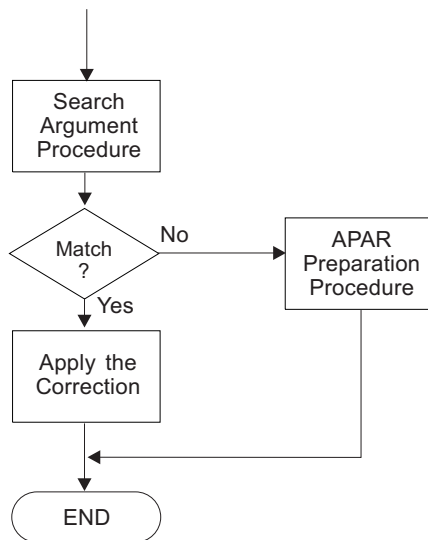 Search
Argument
Procedure
Match
?
No
Yes
APAR
Preparation
Procedure
Apply the
Correction
END